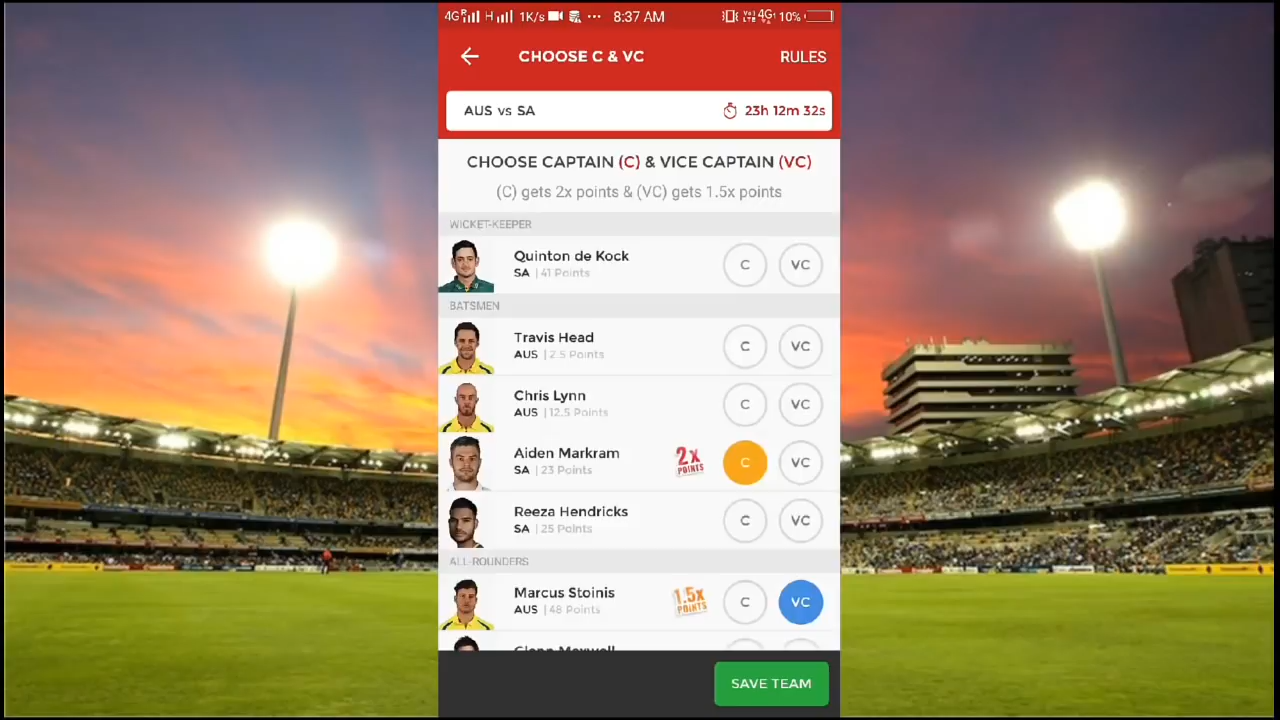 4G R H 1K/s ... 8:37 AM VoLTE 4G 10%
CHOOSE C & VC RULES
AUS vs SA 23h 12m 32s
CHOOSE CAPTAIN (C) & VICE CAPTAIN (VC)
(C) gets 2x points & (VC) gets 1.5x points
WICKET-KEEPER
Quinton de Kock
SA | 41 Points
C VC
BATSMEN
Travis Head
AUS | 2.5 Points
C VC
Chris Lynn
AUS | 12.5 Points
C VC
Aiden Markram
SA | 23 Points
2x POINTS
C VC
Reeza Hendricks
SA | 25 Points
C VC
ALL-ROUNDERS
Marcus Stoinis
AUS | 48 Points
1.5x POINTS
C VC
Glenn Maxwell
SAVE TEAM